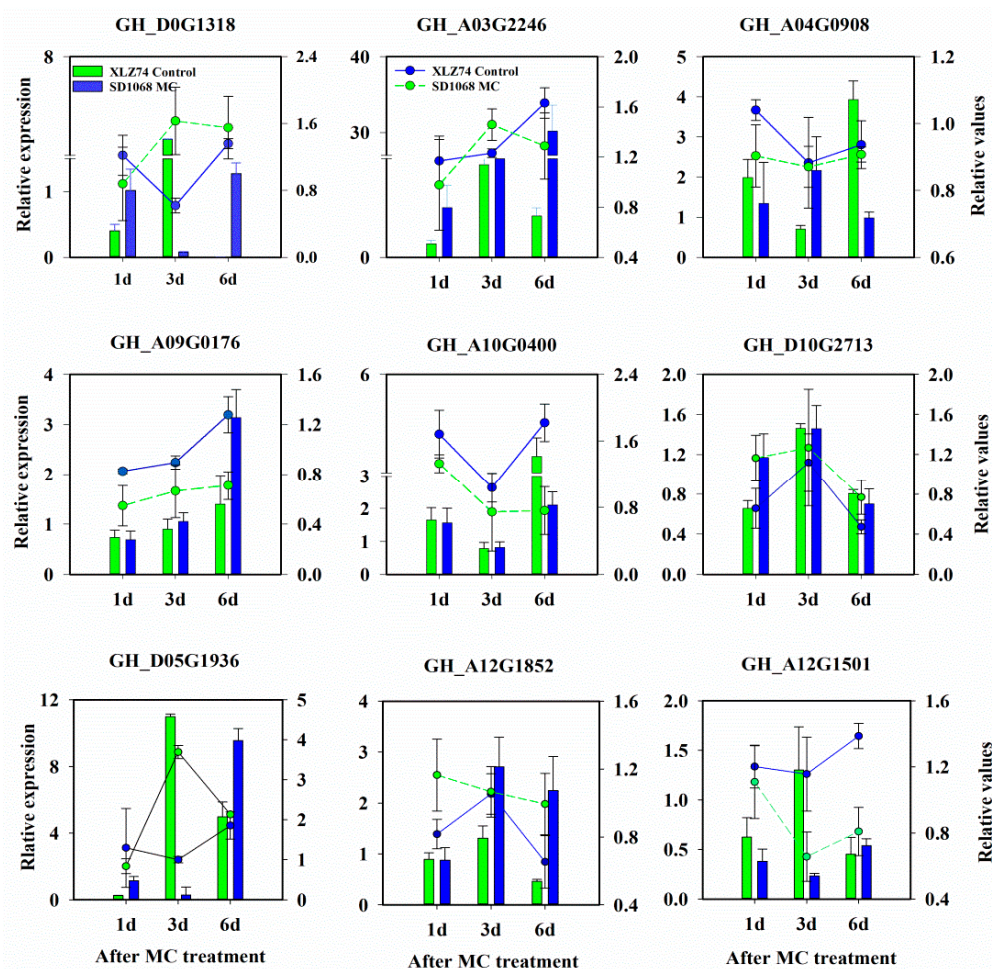 GH_D0G1318
GH_A03G2246
GH_A04G0908
8
1
0
2.4
1.6
0.8
0.0
XLZ74 Control
SD1068 MC
Relative expression
1d
3d
6d
40
30
0
2.0
1.6
1.2
0.8
0.4
XLZ74 Control
SD1068 MC
1d
3d
6d
5
4
3
2
1
0
1.2
1.0
0.8
0.6
Relative values
1d
3d
6d
GH_A09G0176
GH_A10G0400
GH_D10G2713
Relative expression
4
3
2
1
0
1.6
1.2
0.8
0.4
0.0
1d
3d
6d
6
3
2
1
0
2.4
1.6
0.8
0.0
1d
3d
6d
2.0
1.6
1.2
0.8
0.4
0.0
2.0
1.6
1.2
0.8
0.4
0.0
Relative values
1d
3d
6d
GH_D05G1936
GH_A12G1852
GH_A12G1501
Rlative expression
12
8
4
0
5
4
3
2
1
0
1d
3d
6d
After MC treatment
4
3
2
1
0
1.6
1.2
0.8
0.4
1d
3d
6d
After MC treatment
2.0
1.5
1.0
0.5
0.0
1.6
1.2
0.8
0.4
Relative values
1d
3d
6d
After MC treatment